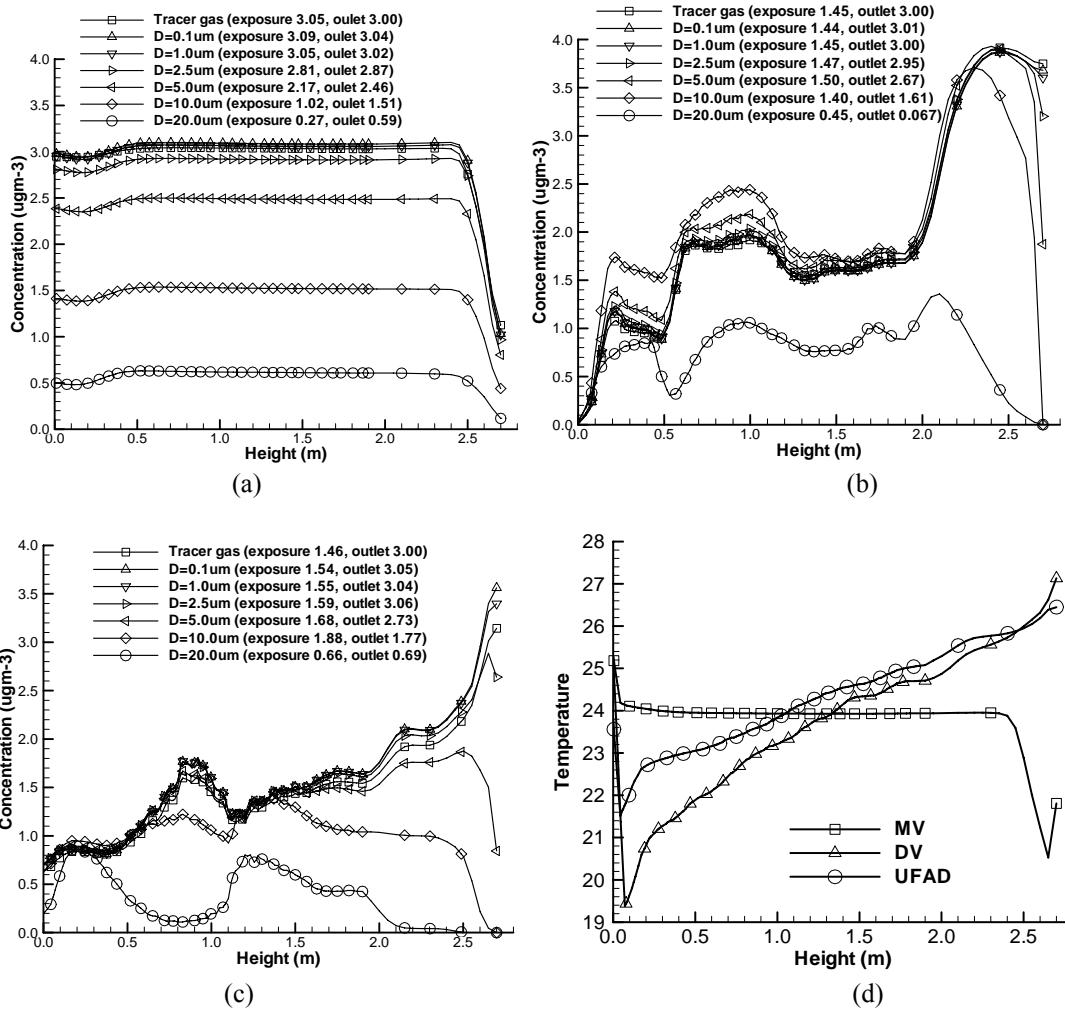 Tracer gas (exposure 3.05, oulet 3.00)
D=0.1um (exposure 3.09, outlet 3.04)
D=1.0um (exposure 3.05, outlet 3.02)
D=2.5um (exposure 2.81, oulet 2.87)
D=5.0um (exposure 2.17, oulet 2.46)
D=10.0um (exposure 1.02, oulet 1.51)
D=20.0um (exposure 0.27, oulet 0.59)
4.0
3.5
3.0
2.5
2.0
1.5
1.0
0.5
0.0
Concentration (ugm-3)
0.0 0.5 1.0 1.5 2.0 2.5
Height (m)
(a)
Tracer gas (exposure 1.45, outlet 3.00)
D=0.1um (exposure 1.44, outlet 3.01)
D=1.0um (exposure 1.45, outlet 3.00)
D=2.5um (exposure 1.47, outlet 2.95)
D=5.0um (exposure 1.50, outlet 2.67)
D=10.0um (exposure 1.40, outlet 1.61)
D=20.0um (exposure 0.45, outlet 0.067)
4.0
3.0
2.0
1.0
0.0
Concentration (ugm-3)
0.0 0.5 1.0 1.5 2.0 2.5
Height (m)
(b)
Tracer gas (exposure 1.46, outlet 3.00)
D=0.1um (exposure 1.54, outlet 3.05)
D=1.0um (exposure 1.55, outlet 3.04)
D=2.5um (exposure 1.59, outlet 3.06)
D=5.0um (exposure 1.68, outlet 2.73)
D=10.0um (exposure 1.88, outlet 1.77)
D=20.0um (exposure 0.66, outlet 0.69)
4.0
3.5
3.0
2.5
2.0
1.5
1.0
0.5
0.0
Concentration (ugm-3)
0.0 0.5 1.0 1.5 2.0 2.5
Height (m)
(c)
28
27
26
25
24
23
22
21
20
19
Temperature
MV
DV
UFAD
0.0 0.5 1.0 1.5 2.0 2.5
Height (m)
(d)